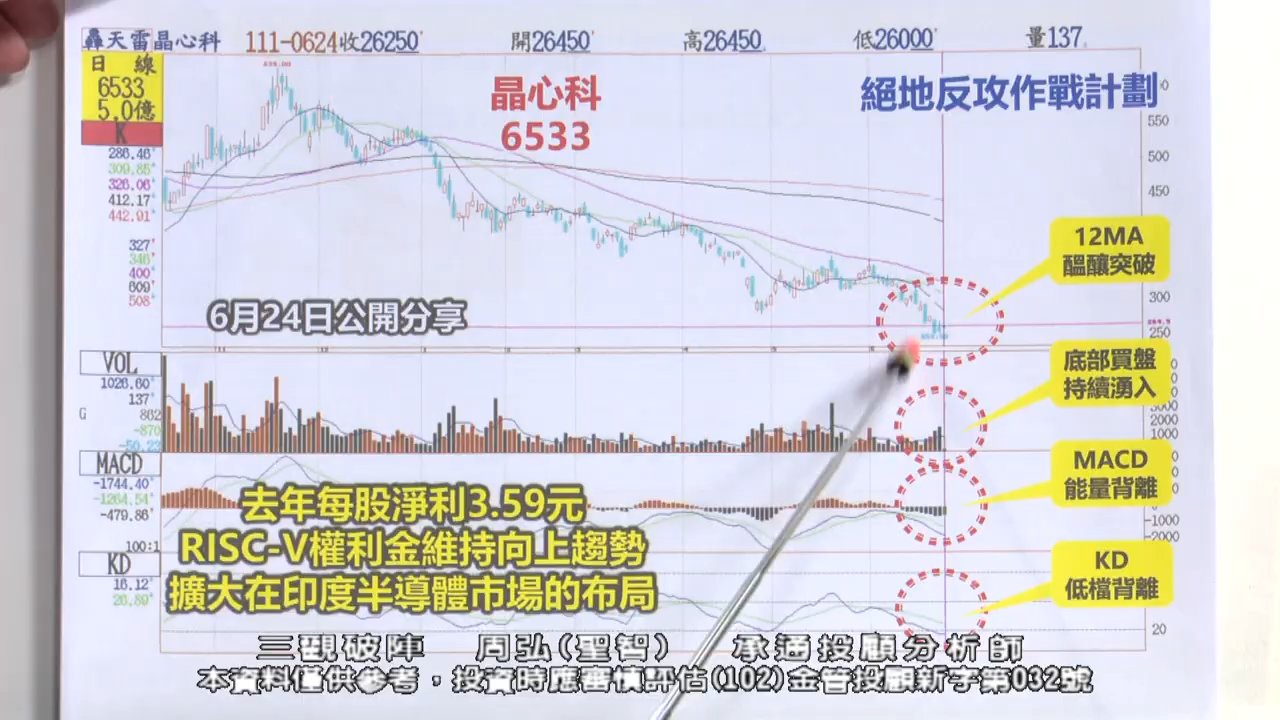 轟天雷晶心科 111-0624收26250 開26450 高26450 低26000 量137
日 線
6533
5.0億
K
286.46
309.85
326.06
412.17
442.91
327
346
400
609
508
晶心科
6533
絕地反攻作戰計劃
550
500
450
300
250
12MA
醞釀突破
6月24日公開分享
VOL
1026.60
137
G 802
-870
-50.23
底部買盤
持續湧入
3000
2000
1000
MACD
-1744.40
-1264.54
-479.86
MACD
能量背離
-1000
-2000
100:1
KD
16.12
20.89
KD
低檔背離
20
去年每股淨利3.59元
RISC-V權利金維持向上趨勢
擴大在印度半導體市場的布局
三觀破陣 周弘(聖智) 承通投顧分析師
本資料僅供參考，投資時應審慎評估(102)金管投顧新字第032號